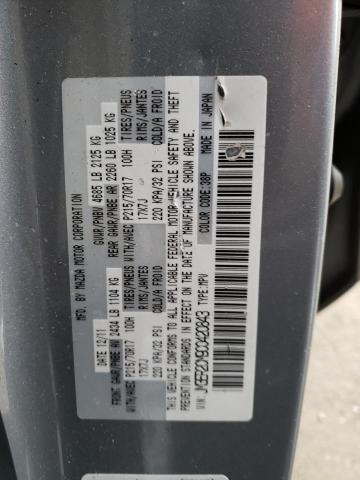 MFD. BY MAZDA MOTOR CORPORATION
DATE: 12/11 GVWR/PNBV 4685 LB 2125 KG
FRONT GAWR/PNBE AV 2434 LB 1104 KG REAR GAWR/PNBE AR 2260 LB 1025 KG
WITH/AVEC P215/70R17 100H TIRES/PNEUS WITH/AVEC P215/70R17 100H TIRES/PNEUS
17X7J RIMS/JANTES 17X7J RIMS/JANTES
220 KPA/32 PSI COLD/A FROID 220 KPA/32 PSI COLD/A FROID
THIS VEHICLE CONFORMS TO ALL APPLICABLE FEDERAL MOTOR VEHICLE SAFETY AND THEFT
PREVENTION STANDARDS IN EFFECT ON THE DATE OF MANUFACTURE SHOWN ABOVE.
VIN: TYPE: MPV
COLOR CODE: 38P MADE IN JAPAN